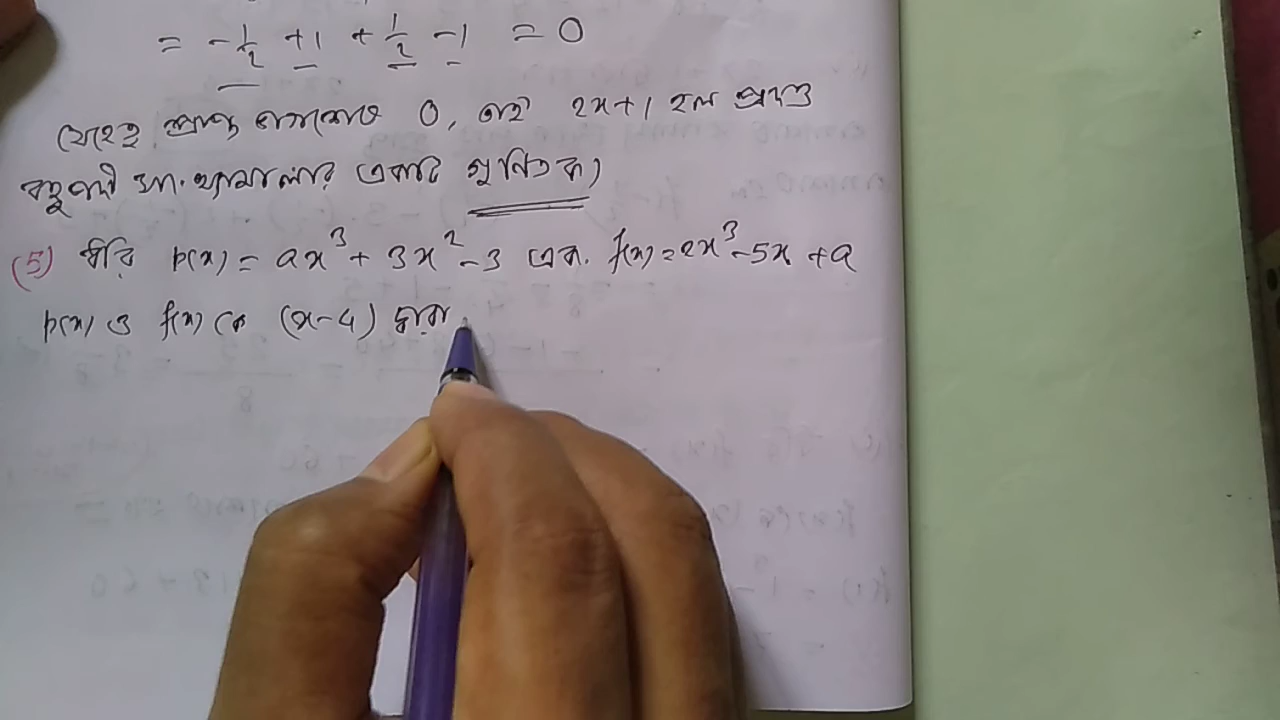 = -1/2 + 1 + 1/2 - 1 = 0
যেহেতু প্রাপ্ত ভাগশেষ 0, তাই 2x+1 হল প্রদত্ত
বহুপদী সংখ্যামালার একটি গুণিতক)
(5) ধরি p(x) = ax³ + 3x² - 3 এবং f(x) = 2x³ - 5x + a
p(x) ও f(x) কে (x-4) দ্বারা